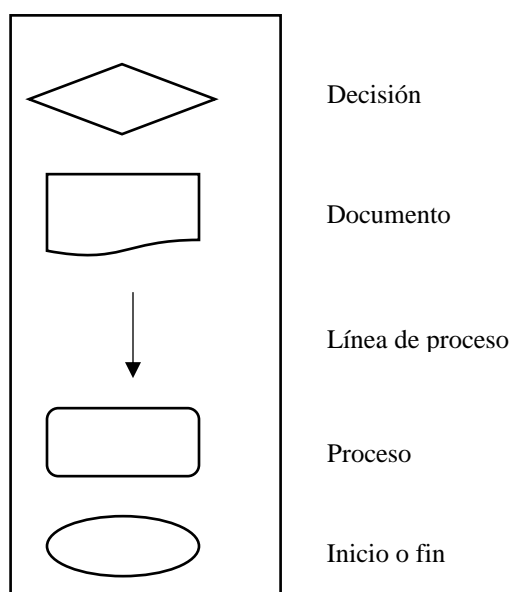 Decisión
Documento
Línea de proceso
Proceso
Inicio o fin